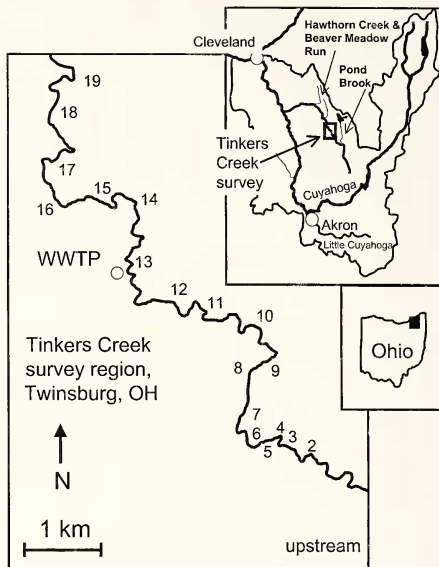 Hawthorn Creek &
Beaver Meadow
Run
Cleveland
Pond
Brook
Tinkers
Creek
survey
Cuyahoga
Akron
Little Cuyahoga
19
18
17
16
15
14
WWTP
13
12
11
10
9
8
7
6
5
4
3
2
Tinkers Creek
survey region,
Twinsburg, OH
N
1 km
upstream
Ohio